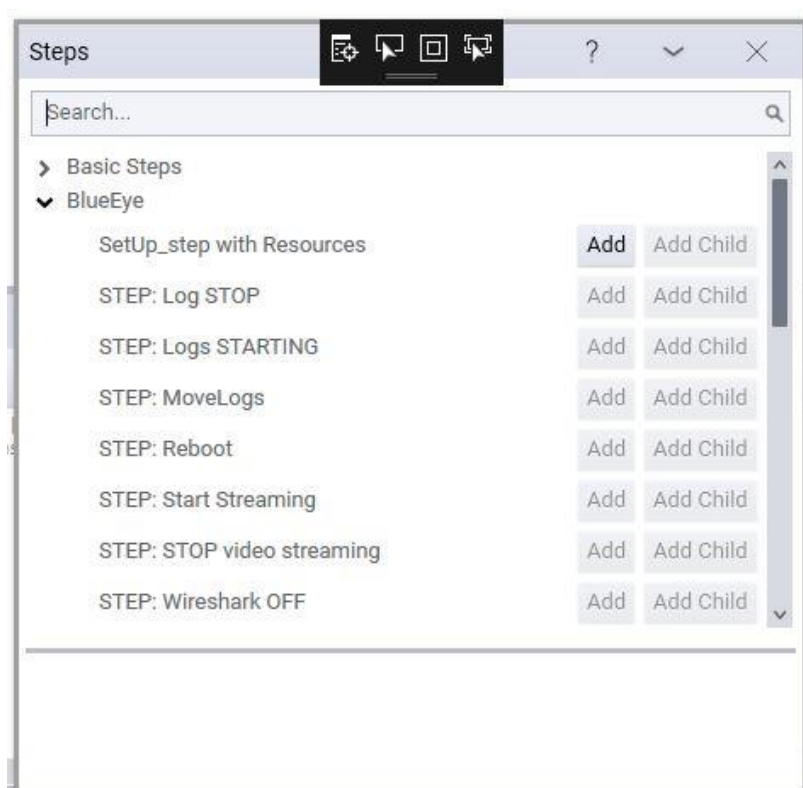 Steps ?
Search...
Basic Steps
BlueEye
SetUp_step with Resources Add Add Child
STEP: Log STOP Add Add Child
STEP: Logs STARTING Add Add Child
STEP: MoveLogs Add Add Child
STEP: Reboot Add Add Child
STEP: Start Streaming Add Add Child
STEP: STOP video streaming Add Add Child
STEP: Wireshark OFF Add Add Child